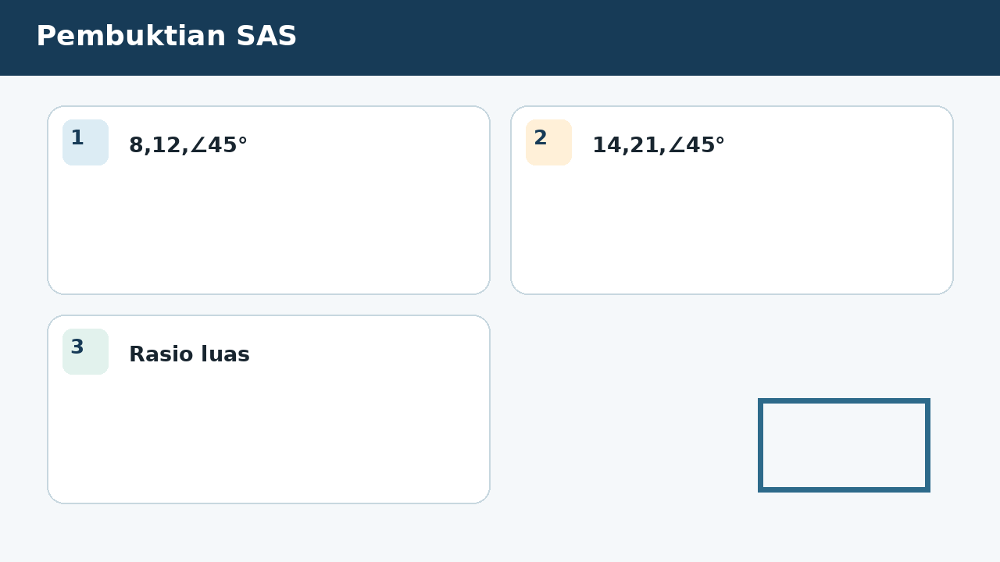 Pembuktian SAS
1
8,12,∠45°
2
14,21,∠45°
3
Rasio luas